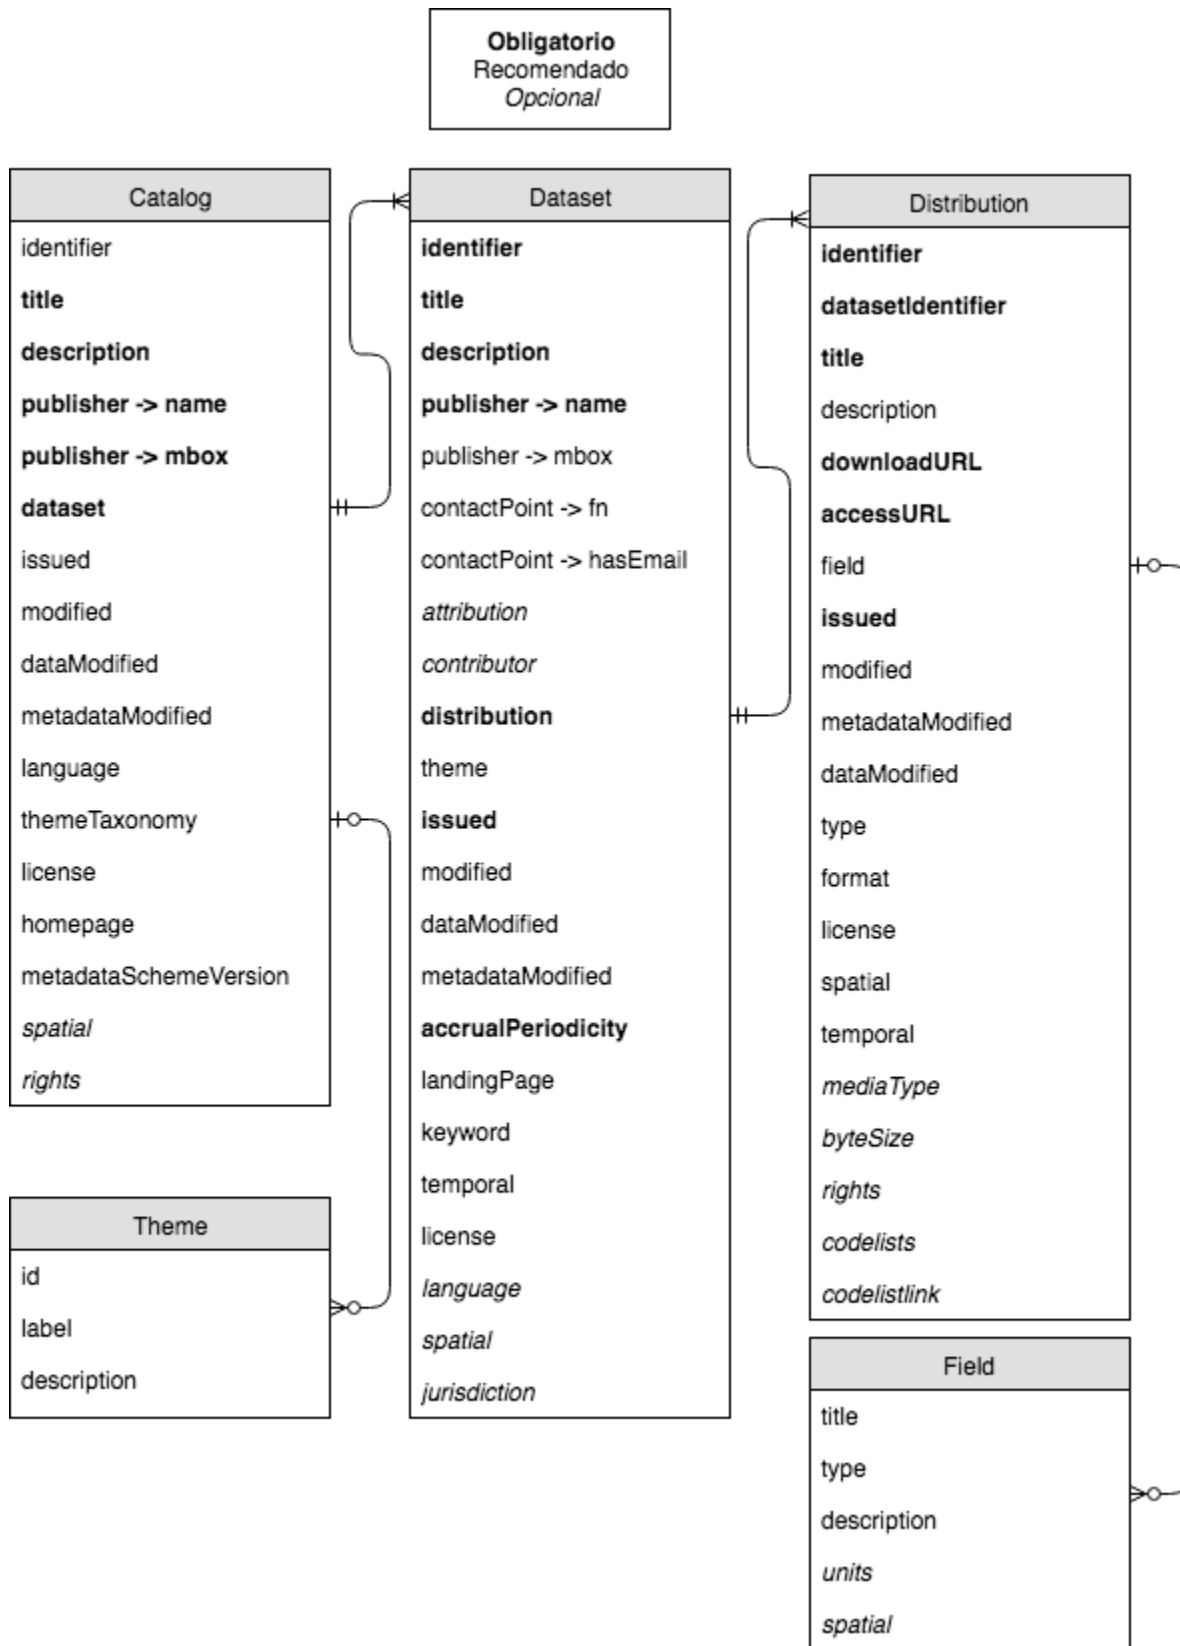 Obligatorio
Recomendado
Opcional
Catalog
identifier
title
description
publisher -> name
publisher -> mbox
dataset
issued
modified
dataModified
metadataModified
language
themeTaxonomy
license
homepage
metadataSchemeVersion
spatial
rights
Theme
id
label
description
Dataset
identifier
title
description
publisher -> name
publisher -> mbox
contactPoint -> fn
contactPoint -> hasEmail
attribution
contributor
distribution
theme
issued
modified
dataModified
metadataModified
accrualPeriodicity
landingPage
keyword
temporal
license
language
spatial
jurisdiction
Distribution
identifier
datasetIdentifier
title
description
downloadURL
accessURL
field
issued
modified
metadataModified
dataModified
type
format
license
spatial
temporal
mediaType
byteSize
rights
codelists
codelistlink
Field
title
type
description
units
spatial